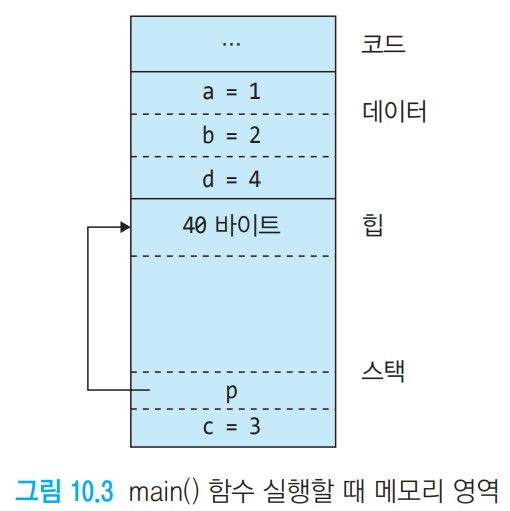 ...
코드
a = 1
데이터
b = 2
d = 4
40 바이트
힙
스택
p
c = 3
그림 10.3 main() 함수 실행할 때 메모리 영역